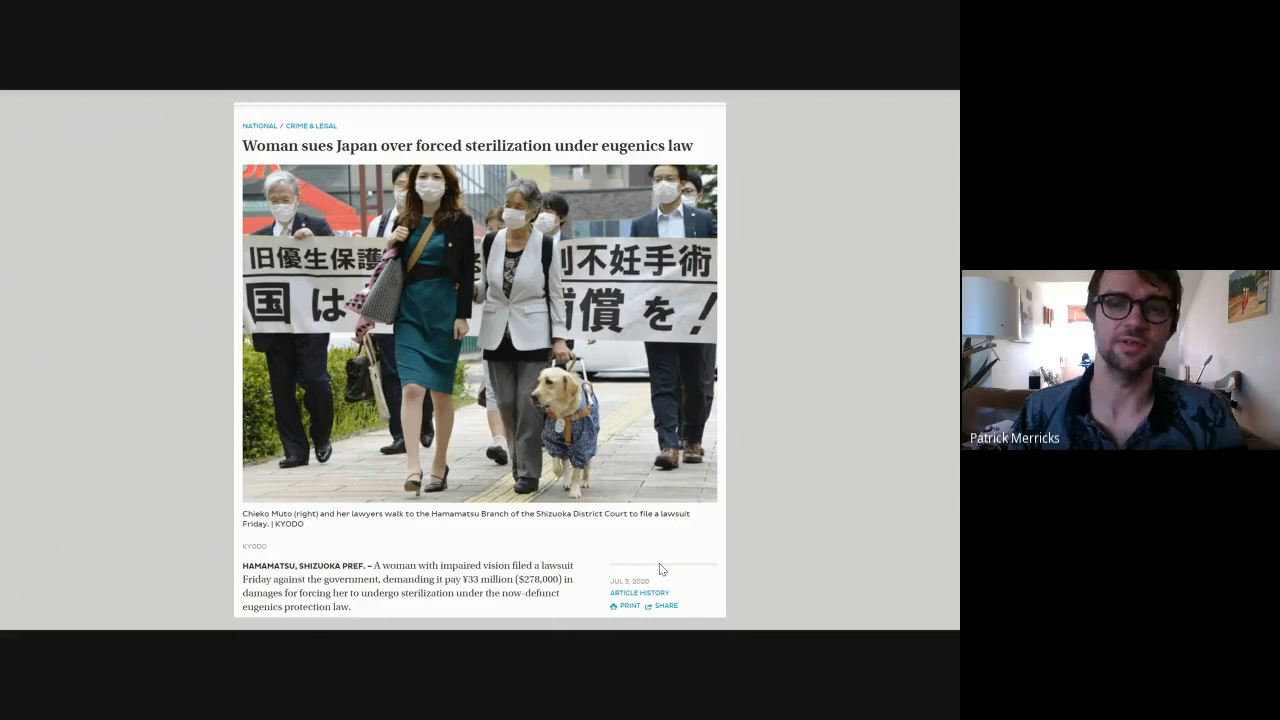 NATIONAL / CRIME & LEGAL
Woman sues Japan over forced sterilization under eugenics law
旧優生保護
別不妊手術
国は
補償を!
Chieko Muto (right) and her lawyers walk to the Hamamatsu Branch of the Shizuoka District Court to file a lawsuit
Friday. | KYODO
KYODO
HAMAMATSU, SHIZUOKA PREF. – A woman with impaired vision filed a lawsuit
Friday against the government, demanding it pay ¥33 million ($278,000) in
damages for forcing her to undergo sterilization under the now-defunct
eugenics protection law.
JUL 3, 2020
ARTICLE HISTORY
PRINT SHARE
Patrick Merricks